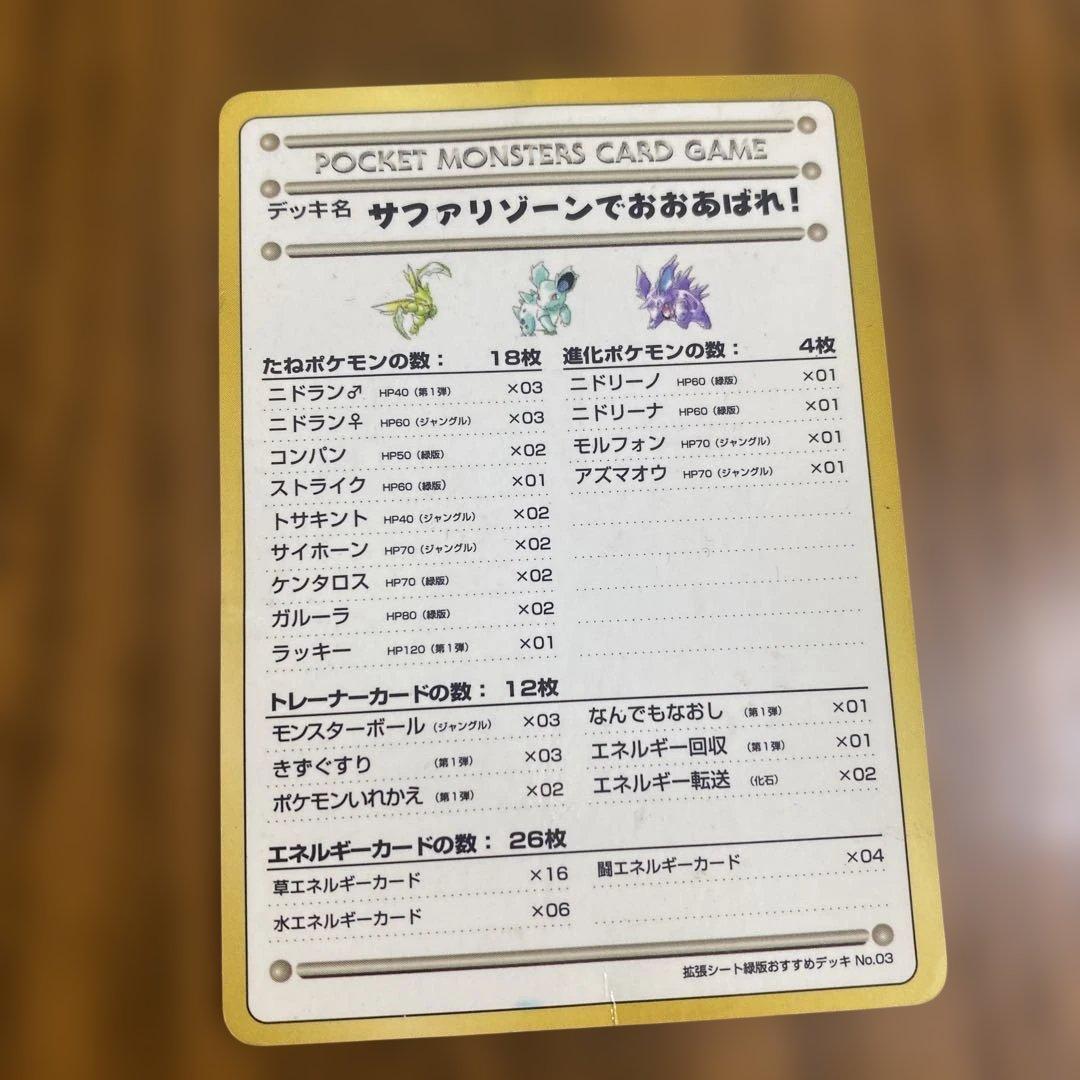 POCKET MONSTERS CARD GAME
デッキ名 サファリゾーンでおおあばれ!
たねポケモンの数: 18枚
ニドラン♂ HP40(第1弾) ×03
ニドラン♀ HP60(ジャングル) ×03
コンパン HP50(緑版) ×02
ストライク HP60(緑版) ×01
トサキント HP40(ジャングル) ×02
サイホーン HP70(ジャングル) ×02
ケンタロス HP70(緑版) ×02
ガルーラ HP80(緑版) ×02
ラッキー HP120(第1弾) ×01
進化ポケモンの数: 4枚
ニドリーノ HP60(緑版) ×01
ニドリーナ HP60(緑版) ×01
モルフォン HP70(ジャングル) ×01
アズマオウ HP70(ジャングル) ×01
トレーナーカードの数: 12枚
モンスターボール(ジャングル) ×03
きずぐすり (第1弾) ×03
ポケモンいれかえ (第1弾) ×02
なんでもなおし (第1弾) ×01
エネルギー回収 (第1弾) ×01
エネルギー転送 (化石) ×02
エネルギーカードの数: 26枚
草エネルギーカード ×16
水エネルギーカード ×06
闘エネルギーカード ×04
拡張シート緑版おすすめデッキ No.03